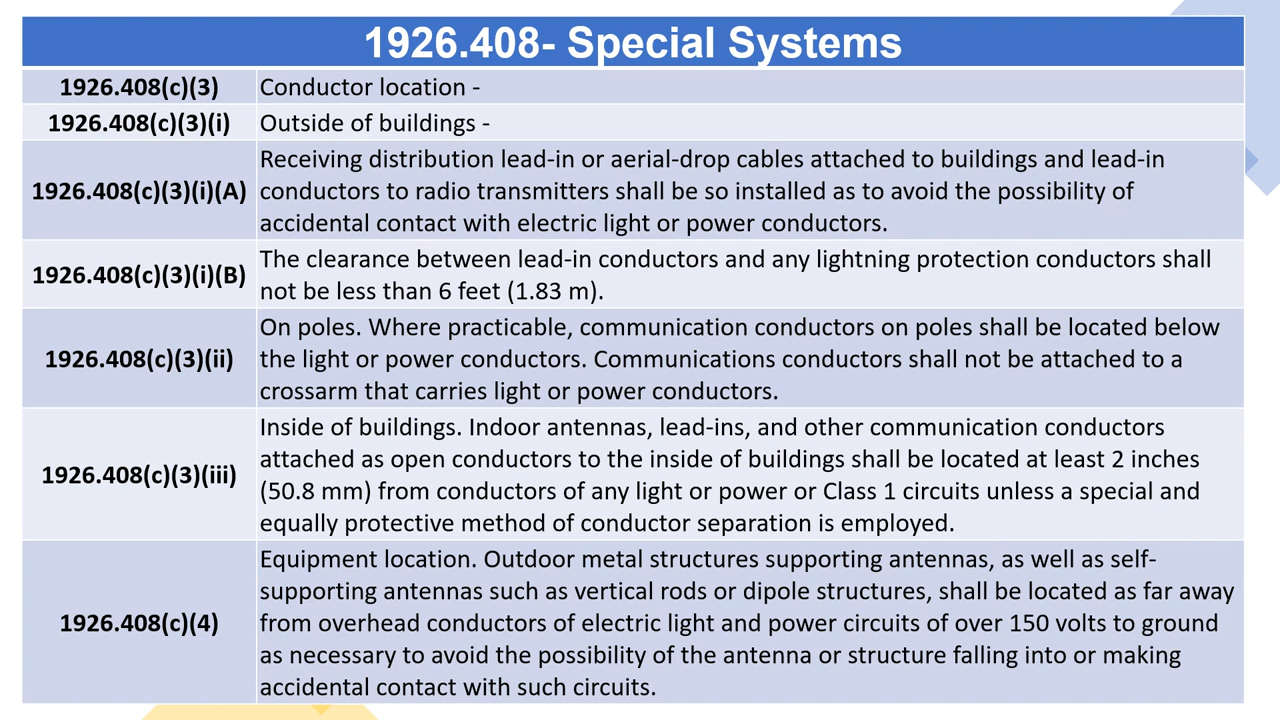 1926.408- Special Systems
1926.408(c)(3)
Conductor location -
1926.408(c)(3)(i)
Outside of buildings -
1926.408(c)(3)(i)(A)
Receiving distribution lead-in or aerial-drop cables attached to buildings and lead-in
conductors to radio transmitters shall be so installed as to avoid the possibility of
accidental contact with electric light or power conductors.
1926.408(c)(3)(i)(B)
The clearance between lead-in conductors and any lightning protection conductors shall
not be less than 6 feet (1.83 m).
1926.408(c)(3)(ii)
On poles. Where practicable, communication conductors on poles shall be located below
the light or power conductors. Communications conductors shall not be attached to a
crossarm that carries light or power conductors.
1926.408(c)(3)(iii)
Inside of buildings. Indoor antennas, lead-ins, and other communication conductors
attached as open conductors to the inside of buildings shall be located at least 2 inches
(50.8 mm) from conductors of any light or power or Class 1 circuits unless a special and
equally protective method of conductor separation is employed.
1926.408(c)(4)
Equipment location. Outdoor metal structures supporting antennas, as well as self-
supporting antennas such as vertical rods or dipole structures, shall be located as far away
from overhead conductors of electric light and power circuits of over 150 volts to ground
as necessary to avoid the possibility of the antenna or structure falling into or making
accidental contact with such circuits.